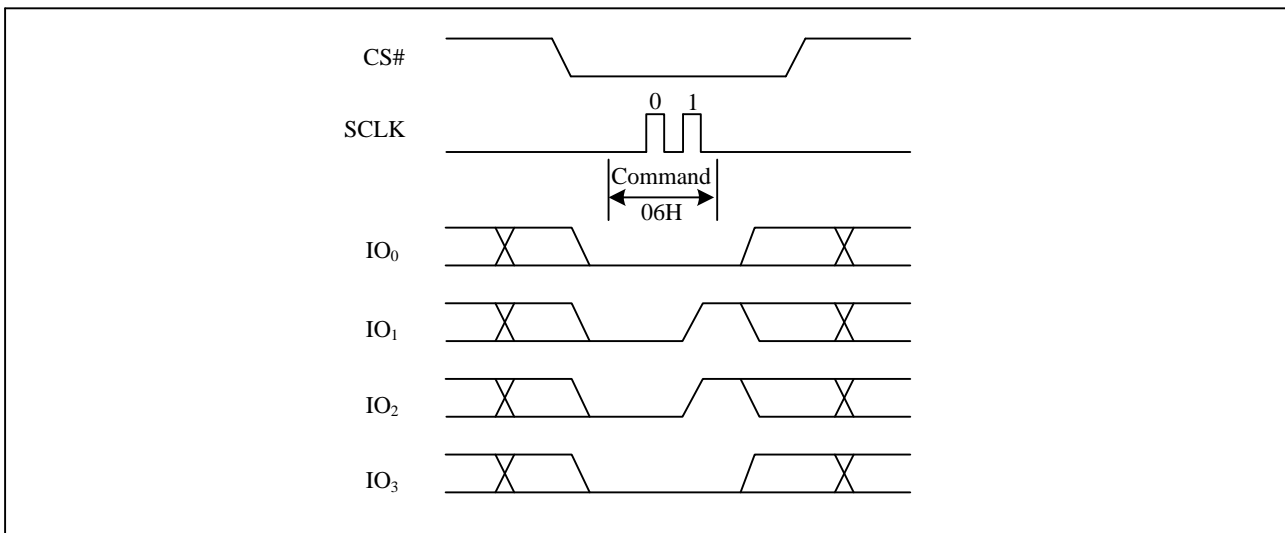 CS#
0 1
SCLK
Command
06H
IO0
IO1
IO2
IO3